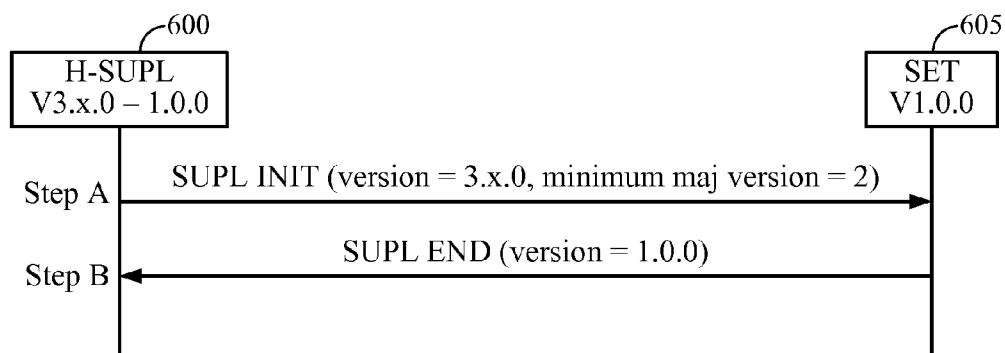 600
605
H-SUPL
V3.x.0 – 1.0.0
SET
V1.0.0
Step A
SUPL INIT (version = 3.x.0, minimum maj version = 2)
Step B
SUPL END (version = 1.0.0)